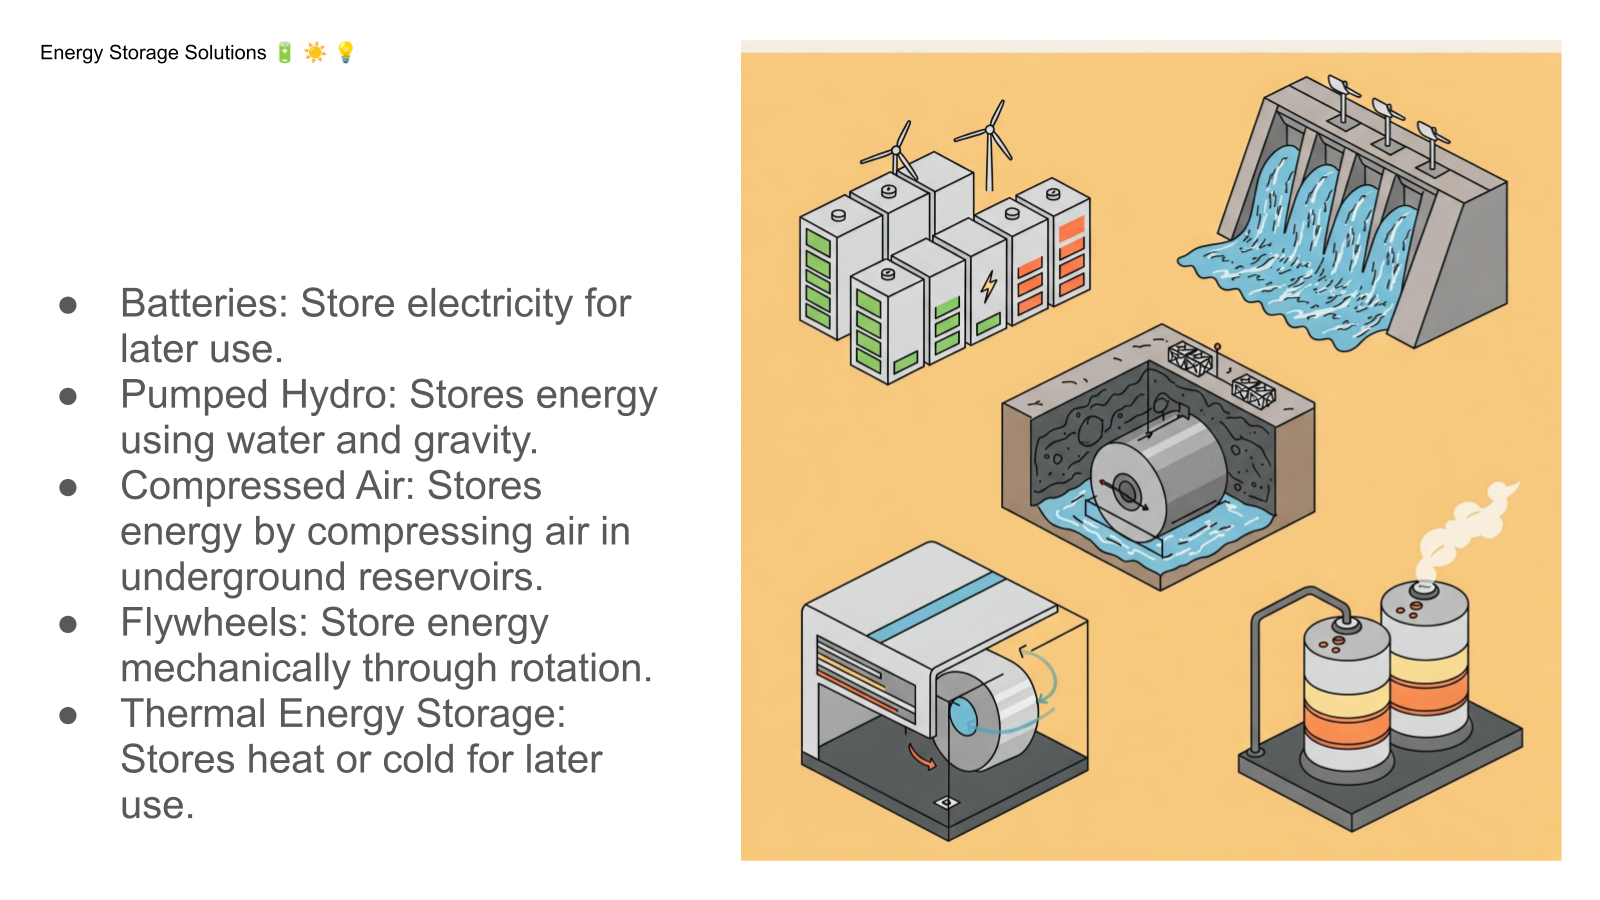 Energy Storage Solutions 🔋 ☀️ 💡
● Batteries: Store electricity for
later use.
● Pumped Hydro: Stores energy
using water and gravity.
● Compressed Air: Stores
energy by compressing air in
underground reservoirs.
● Flywheels: Store energy
mechanically through rotation.
● Thermal Energy Storage:
Stores heat or cold for later
use.